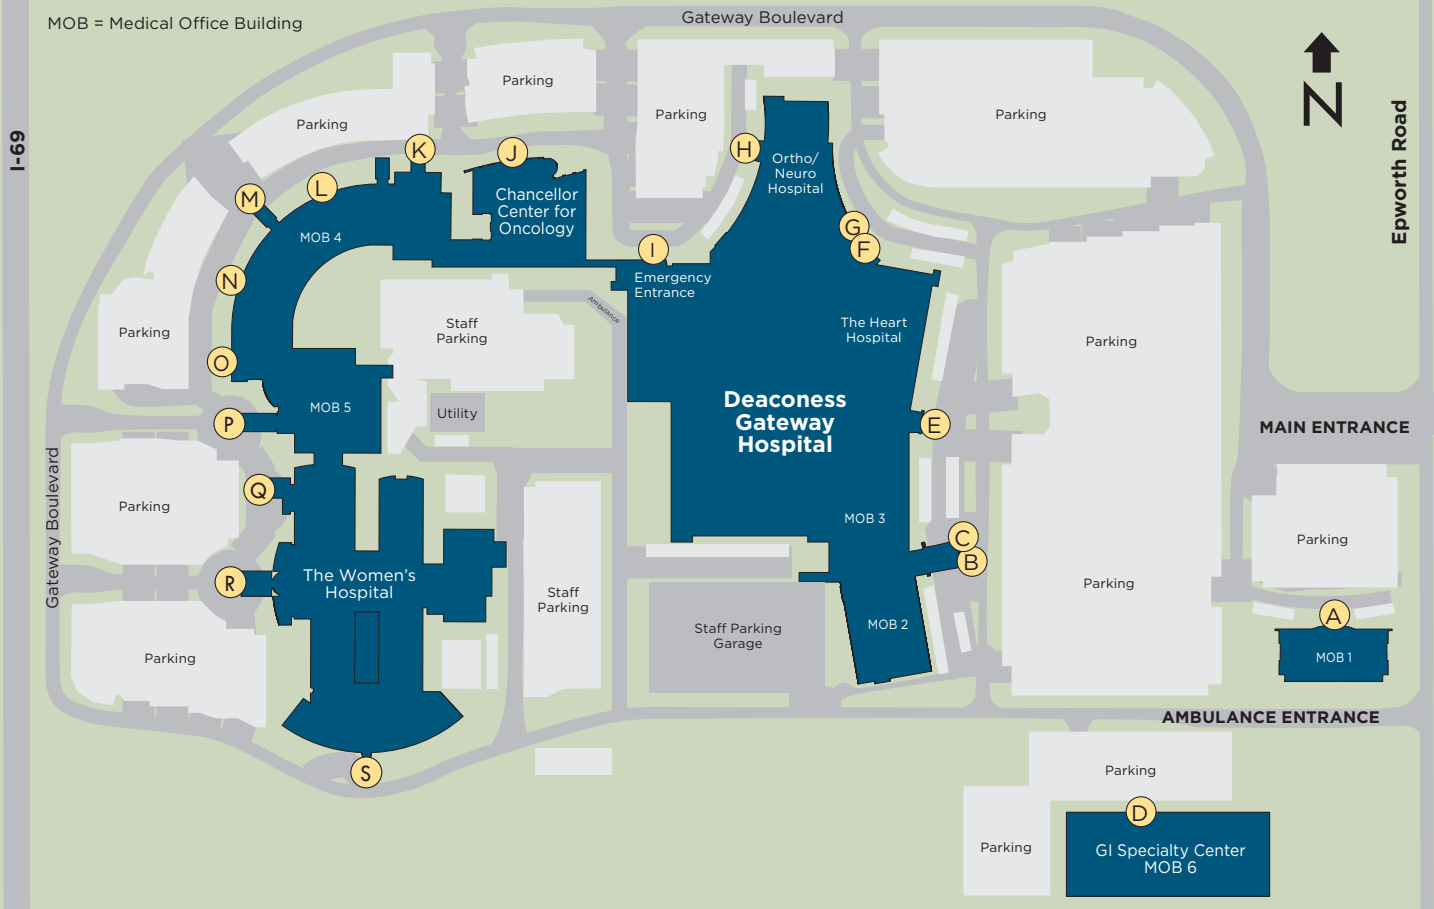 Gateway Boulevard
MOB = Medical Office Building
N
I-69
Epworth Road
Parking
Parking
Parking
Parking
K
J
H
Ortho/
Neuro
Hospital
M
L
Chancellor
Center for
Oncology
MOB 4
G
F
I
Emergency
Entrance
N
Ambulance
Parking
Staff
Parking
The Heart
Hospital
Parking
O
MOB 5
Utility
Deaconess
Gateway
Hospital
P
E
MAIN ENTRANCE
Gateway Boulevard
Parking
Q
MOB 3
C
B
Parking
R
The Women's
Hospital
Staff
Parking
Parking
A
Staff Parking
Garage
MOB 2
Parking
MOB 1
AMBULANCE ENTRANCE
S
Parking
D
Parking
GI Specialty Center
MOB 6